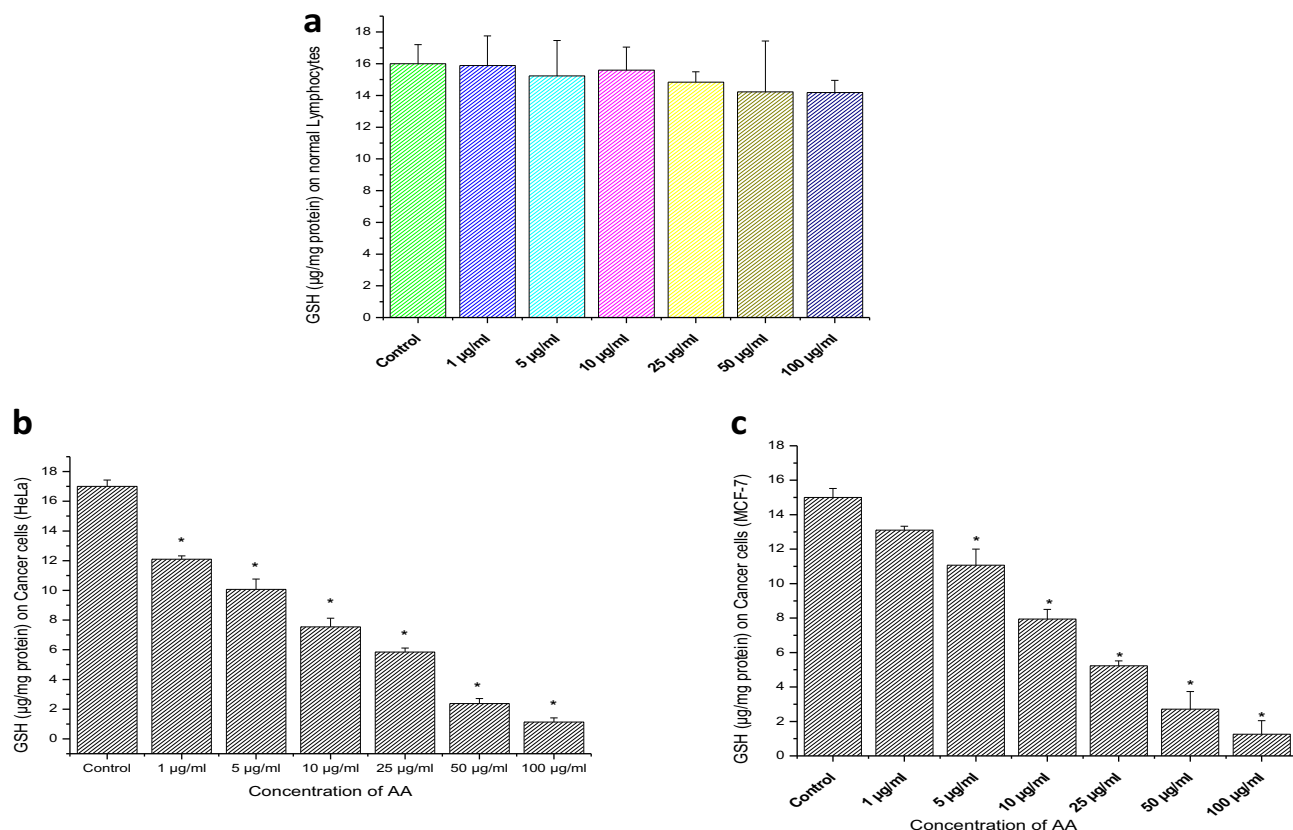 a
GSH (µg/mg protein) on normal Lymphocytes
18
16
14
12
10
8
6
4
2
0
Control
1 µg/ml
5 µg/ml
10 µg/ml
25 µg/ml
50 µg/ml
100 µg/ml
b
GSH (µg/mg protein) on Cancer cells (HeLa)
18
16
14
12
10
8
6
4
2
0
*
*
*
*
*
*
Control
1 µg/ml
5 µg/ml
10 µg/ml
25 µg/ml
50 µg/ml
100 µg/ml
Concentration of AA
c
GSH (µg/mg protein) on Cancer cells (MCF-7)
18
16
14
12
10
8
6
4
2
0
*
*
*
*
*
Control
1 µg/ml
5 µg/ml
10 µg/ml
25 µg/ml
50 µg/ml
100 µg/ml
Concentration of AA